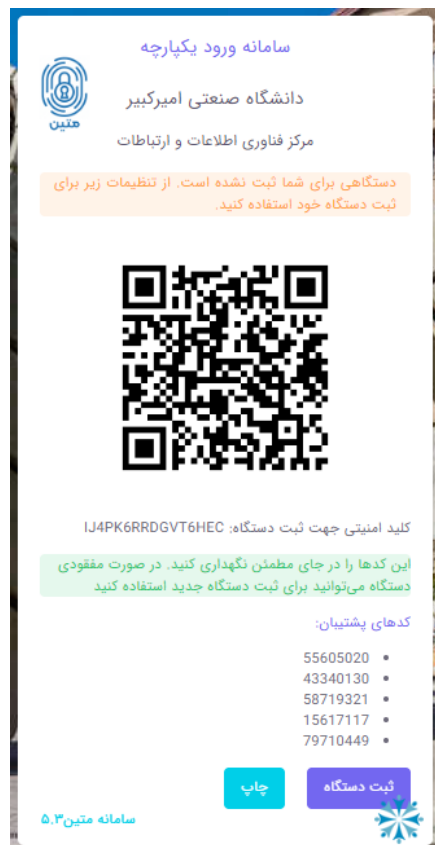 سامانه ورود یکپارچه
متین
دانشگاه صنعتی امیرکبیر
مرکز فناوری اطلاعات و ارتباطات
دستگاهی برای شما ثبت نشده است. از تنظیمات زیر برای
ثبت دستگاه خود استفاده کنید.
کلید امنیتی جهت ثبت دستگاه: IJ4PK6RRDGVT6HEC
این کدها را در جای مطمئن نگهداری کنید. در صورت مفقودی
دستگاه می‌توانید برای ثبت دستگاه جدید استفاده کنید
کدهای پشتیبان:
55605020
43340130
58719321
15617117
79710449
ثبت دستگاه
چاپ
سامانه متین۵.۳